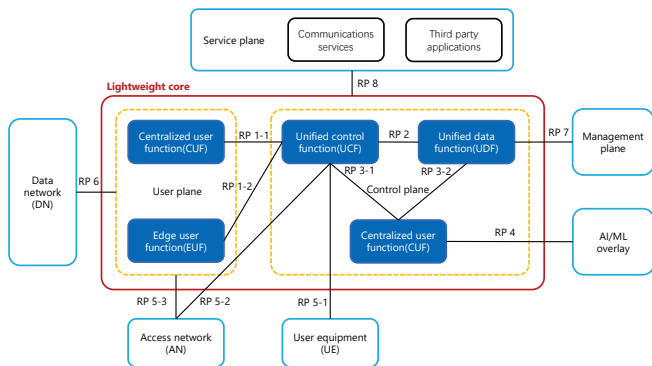 Service plane
Communications
services
Third party
applications
Lightweight core
RP 8
Centralized user
function(CUF)
RP 1-1
Unified control
function(UCF)
RP 2
Unified data
function(UDF)
RP 7
Management
plane
Data
network
(DN)
RP 6
User plane
RP 1-2
RP 3-1
RP 3-2
Control plane
Edge user
function(EUF)
Centralized user
function(CUF)
RP 4
AI/ML
overlay
RP 5-3
RP 5-2
RP 5-1
Access network
(AN)
User equipment
(UE)